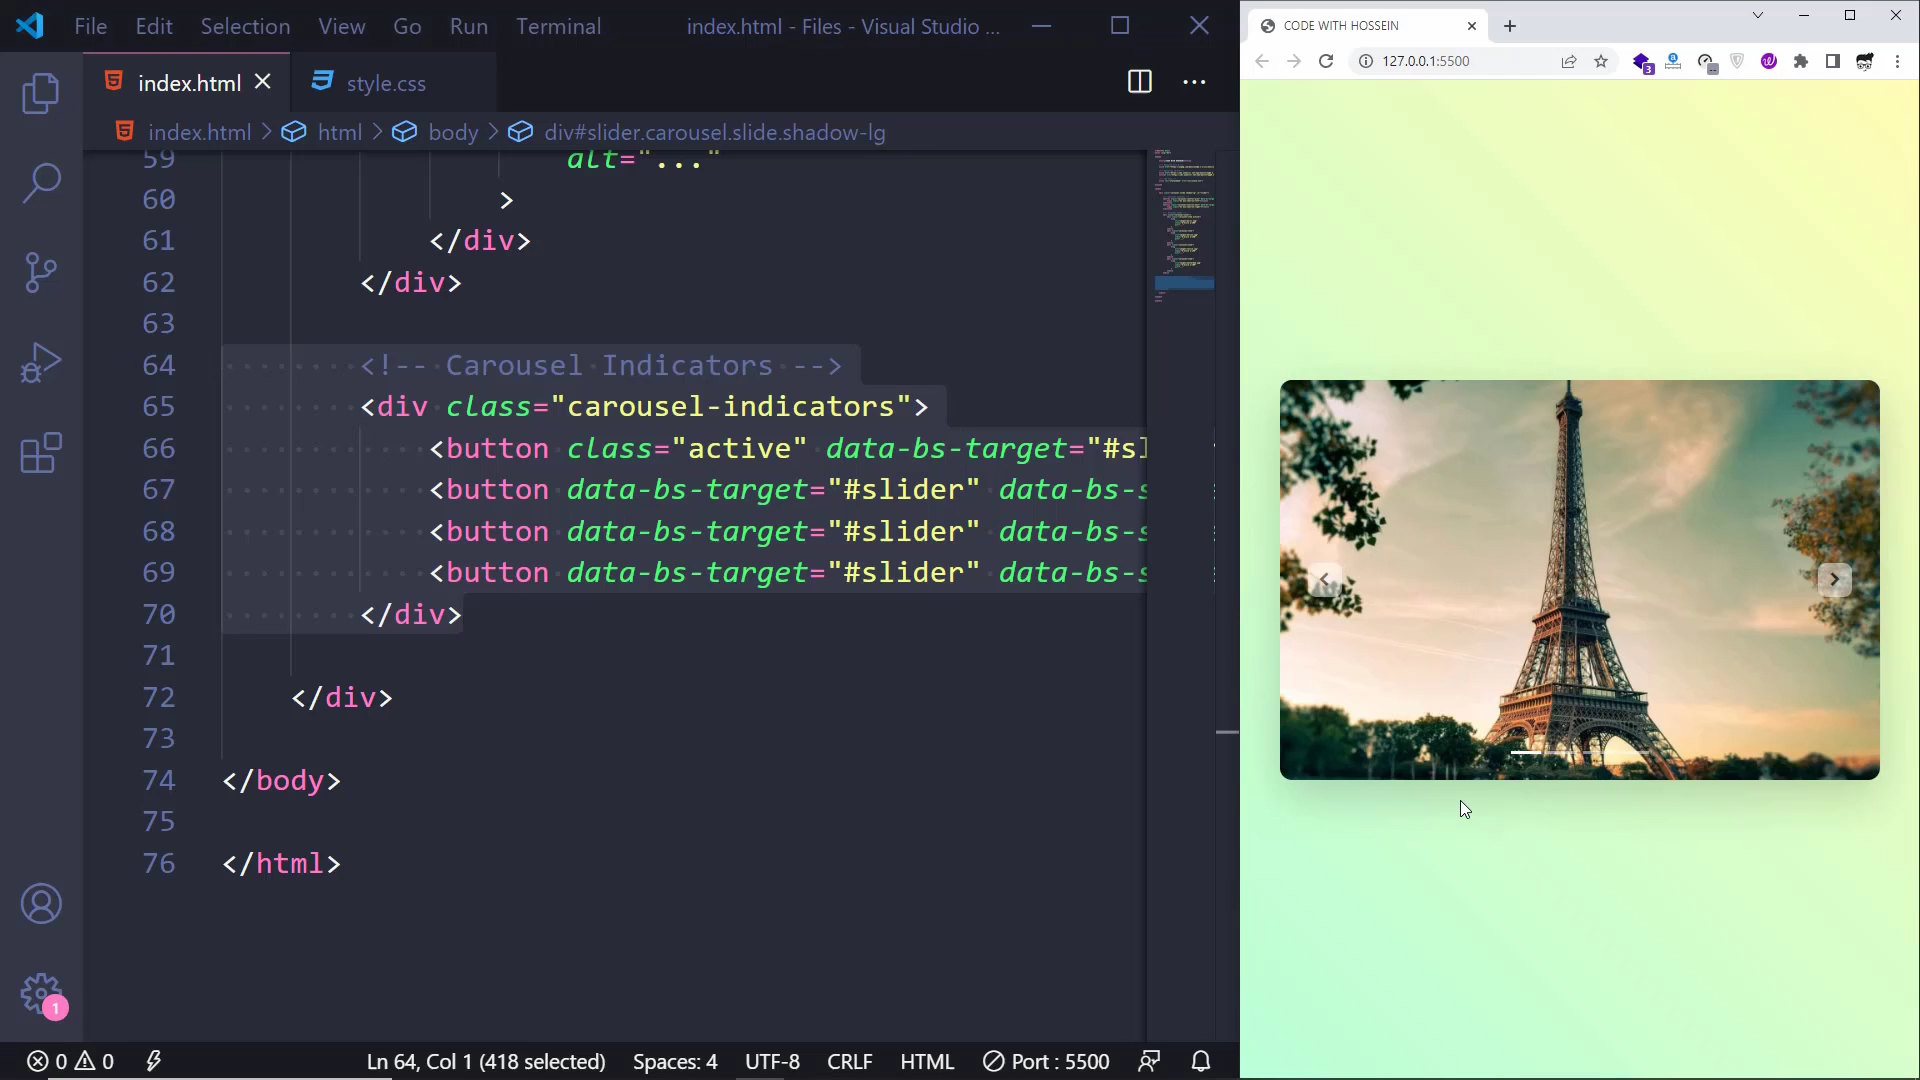 File Edit Selection View Go Run Terminal index.html - Files - Visual Studio ...
index.html style.css
index.html > html > body > div#slider.carousel.slide.shadow-lg
59 alt="..."
60 >
61 </div>
62 </div>
63
64 <!-- Carousel Indicators -->
65 <div class="carousel-indicators">
66 <button class="active" data-bs-target="#sl
67 <button data-bs-target="#slider" data-bs-s
68 <button data-bs-target="#slider" data-bs-s
69 <button data-bs-target="#slider" data-bs-s
70 </div>
71
72 </div>
73
74 </body>
75
76 </html>
1
0 0 Ln 64, Col 1 (418 selected) Spaces: 4 UTF-8 CRLF HTML Port : 5500
CODE WITH HOSSEIN
127.0.0.1:5500
3